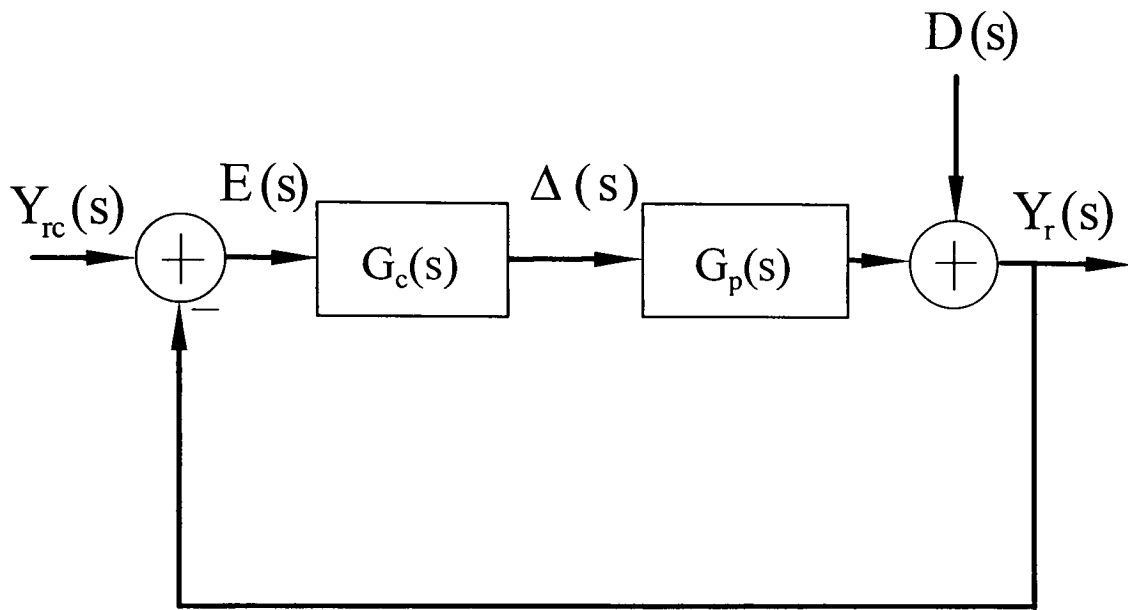 D(s)
Y_rc(s)
E(s)
Δ(s)
Y_r(s)
+
G_c(s)
G_p(s)
+
−